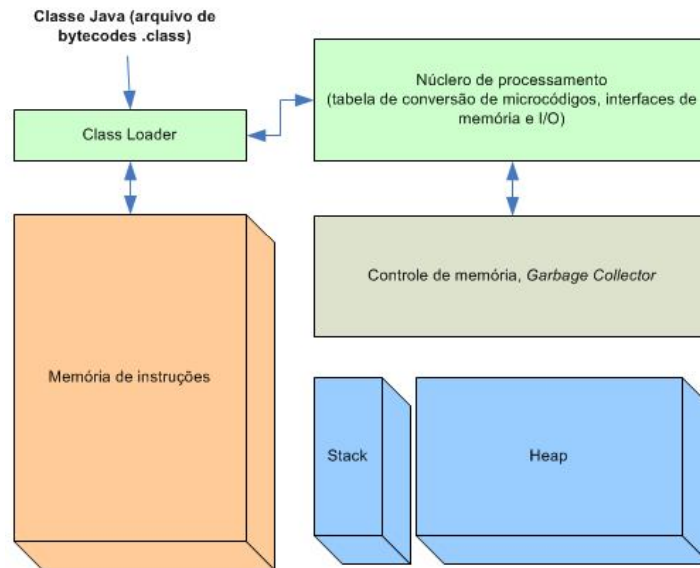 Classe Java (arquivo de
bytecodes .class)
Class Loader
Núclero de processamento
(tabela de conversão de microcódigos, interfaces de
memória e I/O)
Memória de instruções
Controle de memória, Garbage Collector
Stack
Heap